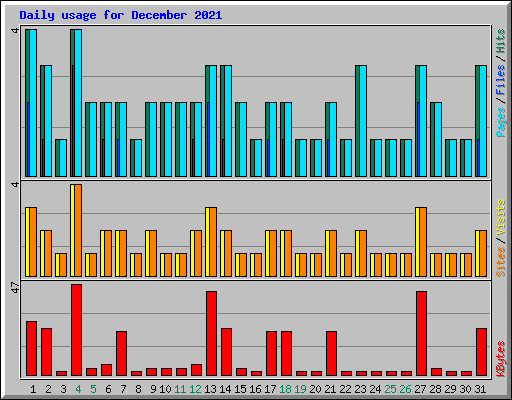 Daily usage for December 2021
4
Pages / Files / Hits
4
Sites / Visits
47
KBytes
1 2 3 4 5 6 7 8 9 10 11 12 13 14 15 16 17 18 19 20 21 22 23 24 25 26 27 28 29 30 31